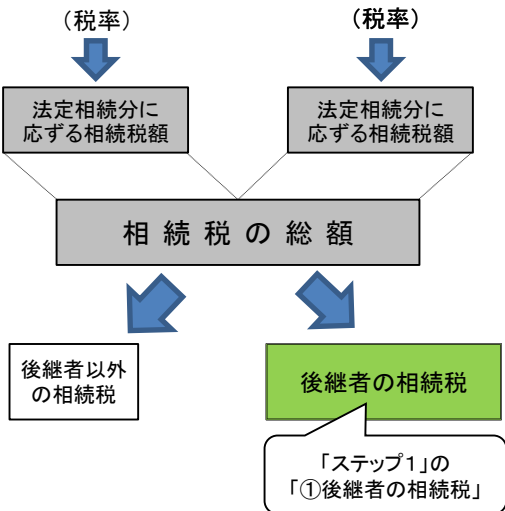 （税率）
（税率）
法定相続分に
応ずる相続税額
法定相続分に
応ずる相続税額
相続税の総額
後継者以外
の相続税
後継者の相続税
「ステップ１」の
「①後継者の相続税」